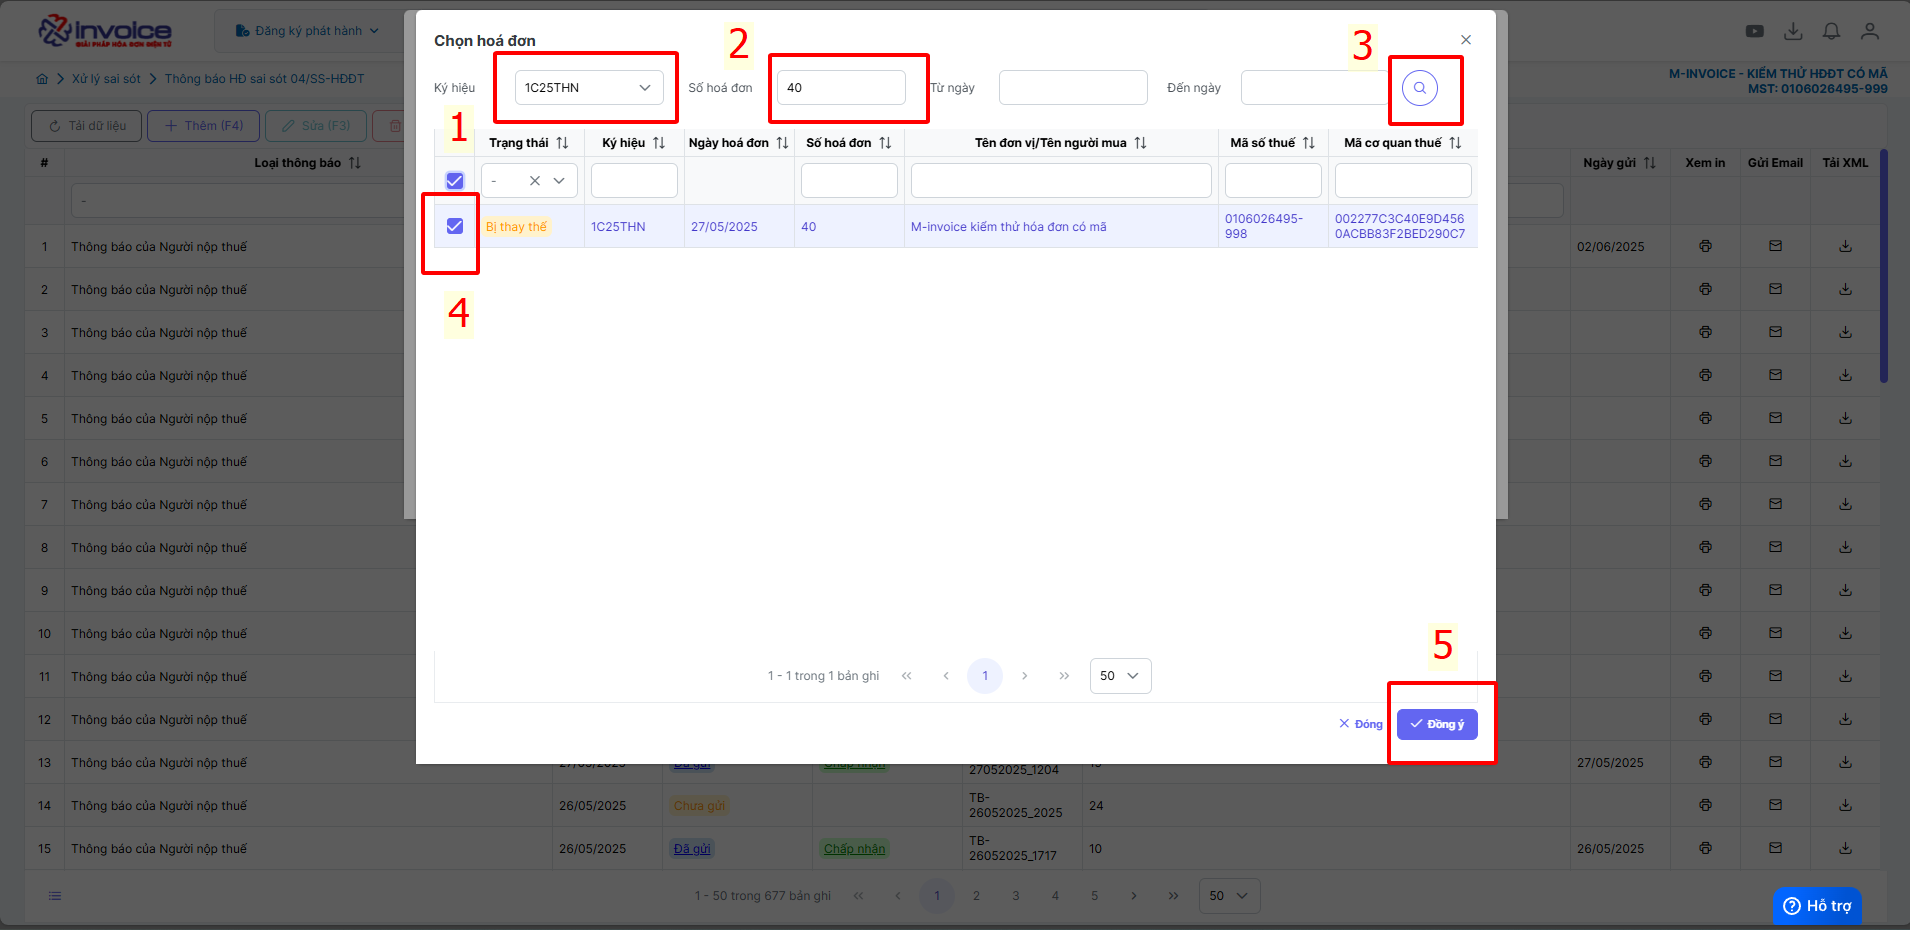 invoice
GIẢI PHÁP HÓA ĐƠN ĐIỆN TỬ
Đăng ký phát hành
Xử lý sai sót
Thông báo HĐ sai sót 04/SS-HĐĐT
M-INVOICE - KIỂM THỬ HĐĐT CÓ MÃ
MST: 0106026495-999
Tải dữ liệu
Thêm (F4)
Sửa (F3)
Chọn hoá đơn
Ký hiệu
1C25THN
Số hoá đơn
40
Từ ngày
Đến ngày
1
2
3
4
5
Trạng thái
Ký hiệu
Ngày hoá đơn
Số hoá đơn
Tên đơn vị/Tên người mua
Mã số thuế
Mã cơ quan thuế
-
Bị thay thế
1C25THN
27/05/2025
40
M-invoice kiểm thử hóa đơn có mã
0106026495-
998
002277C3C40E9D456
0ACBB83F2BED290C7
1 - 1 trong 1 bản ghi
1
50
Đóng
Đồng ý
#
Loại thông báo
Ngày gửi
Xem in
Gửi Email
Tải XML
-
1 Thông báo của Người nộp thuế 02/06/2025
2 Thông báo của Người nộp thuế
3 Thông báo của Người nộp thuế
4 Thông báo của Người nộp thuế
5 Thông báo của Người nộp thuế
6 Thông báo của Người nộp thuế
7 Thông báo của Người nộp thuế
8 Thông báo của Người nộp thuế
9 Thông báo của Người nộp thuế
10 Thông báo của Người nộp thuế
11 Thông báo của Người nộp thuế
12 Thông báo của Người nộp thuế
13 Thông báo của Người nộp thuế 27/05/2025 Đã gửi Chấp nhận 27052025_1204 27/05/2025
14 Thông báo của Người nộp thuế 26/05/2025 Chưa gửi TB-
26052025_2025 24
15 Thông báo của Người nộp thuế 26/05/2025 Đã gửi Chấp nhận TB-
26052025_1717 10 26/05/2025
1 - 50 trong 677 bản ghi
1 2 3 4 5
50
Hỗ trợ